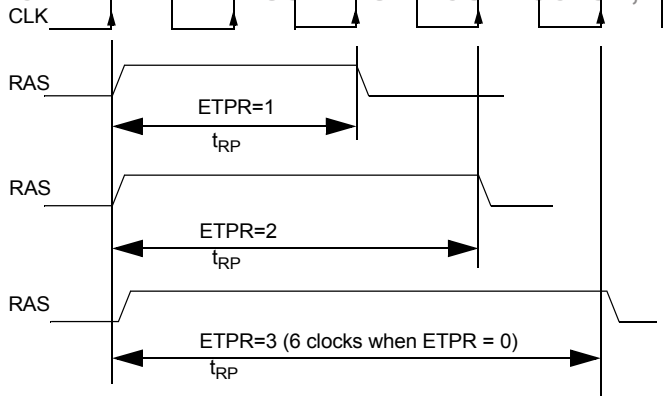 CLK
RAS
ETPR=1
tRP
RAS
ETPR=2
tRP
RAS
ETPR=3 (6 clocks when ETPR = 0)
tRP